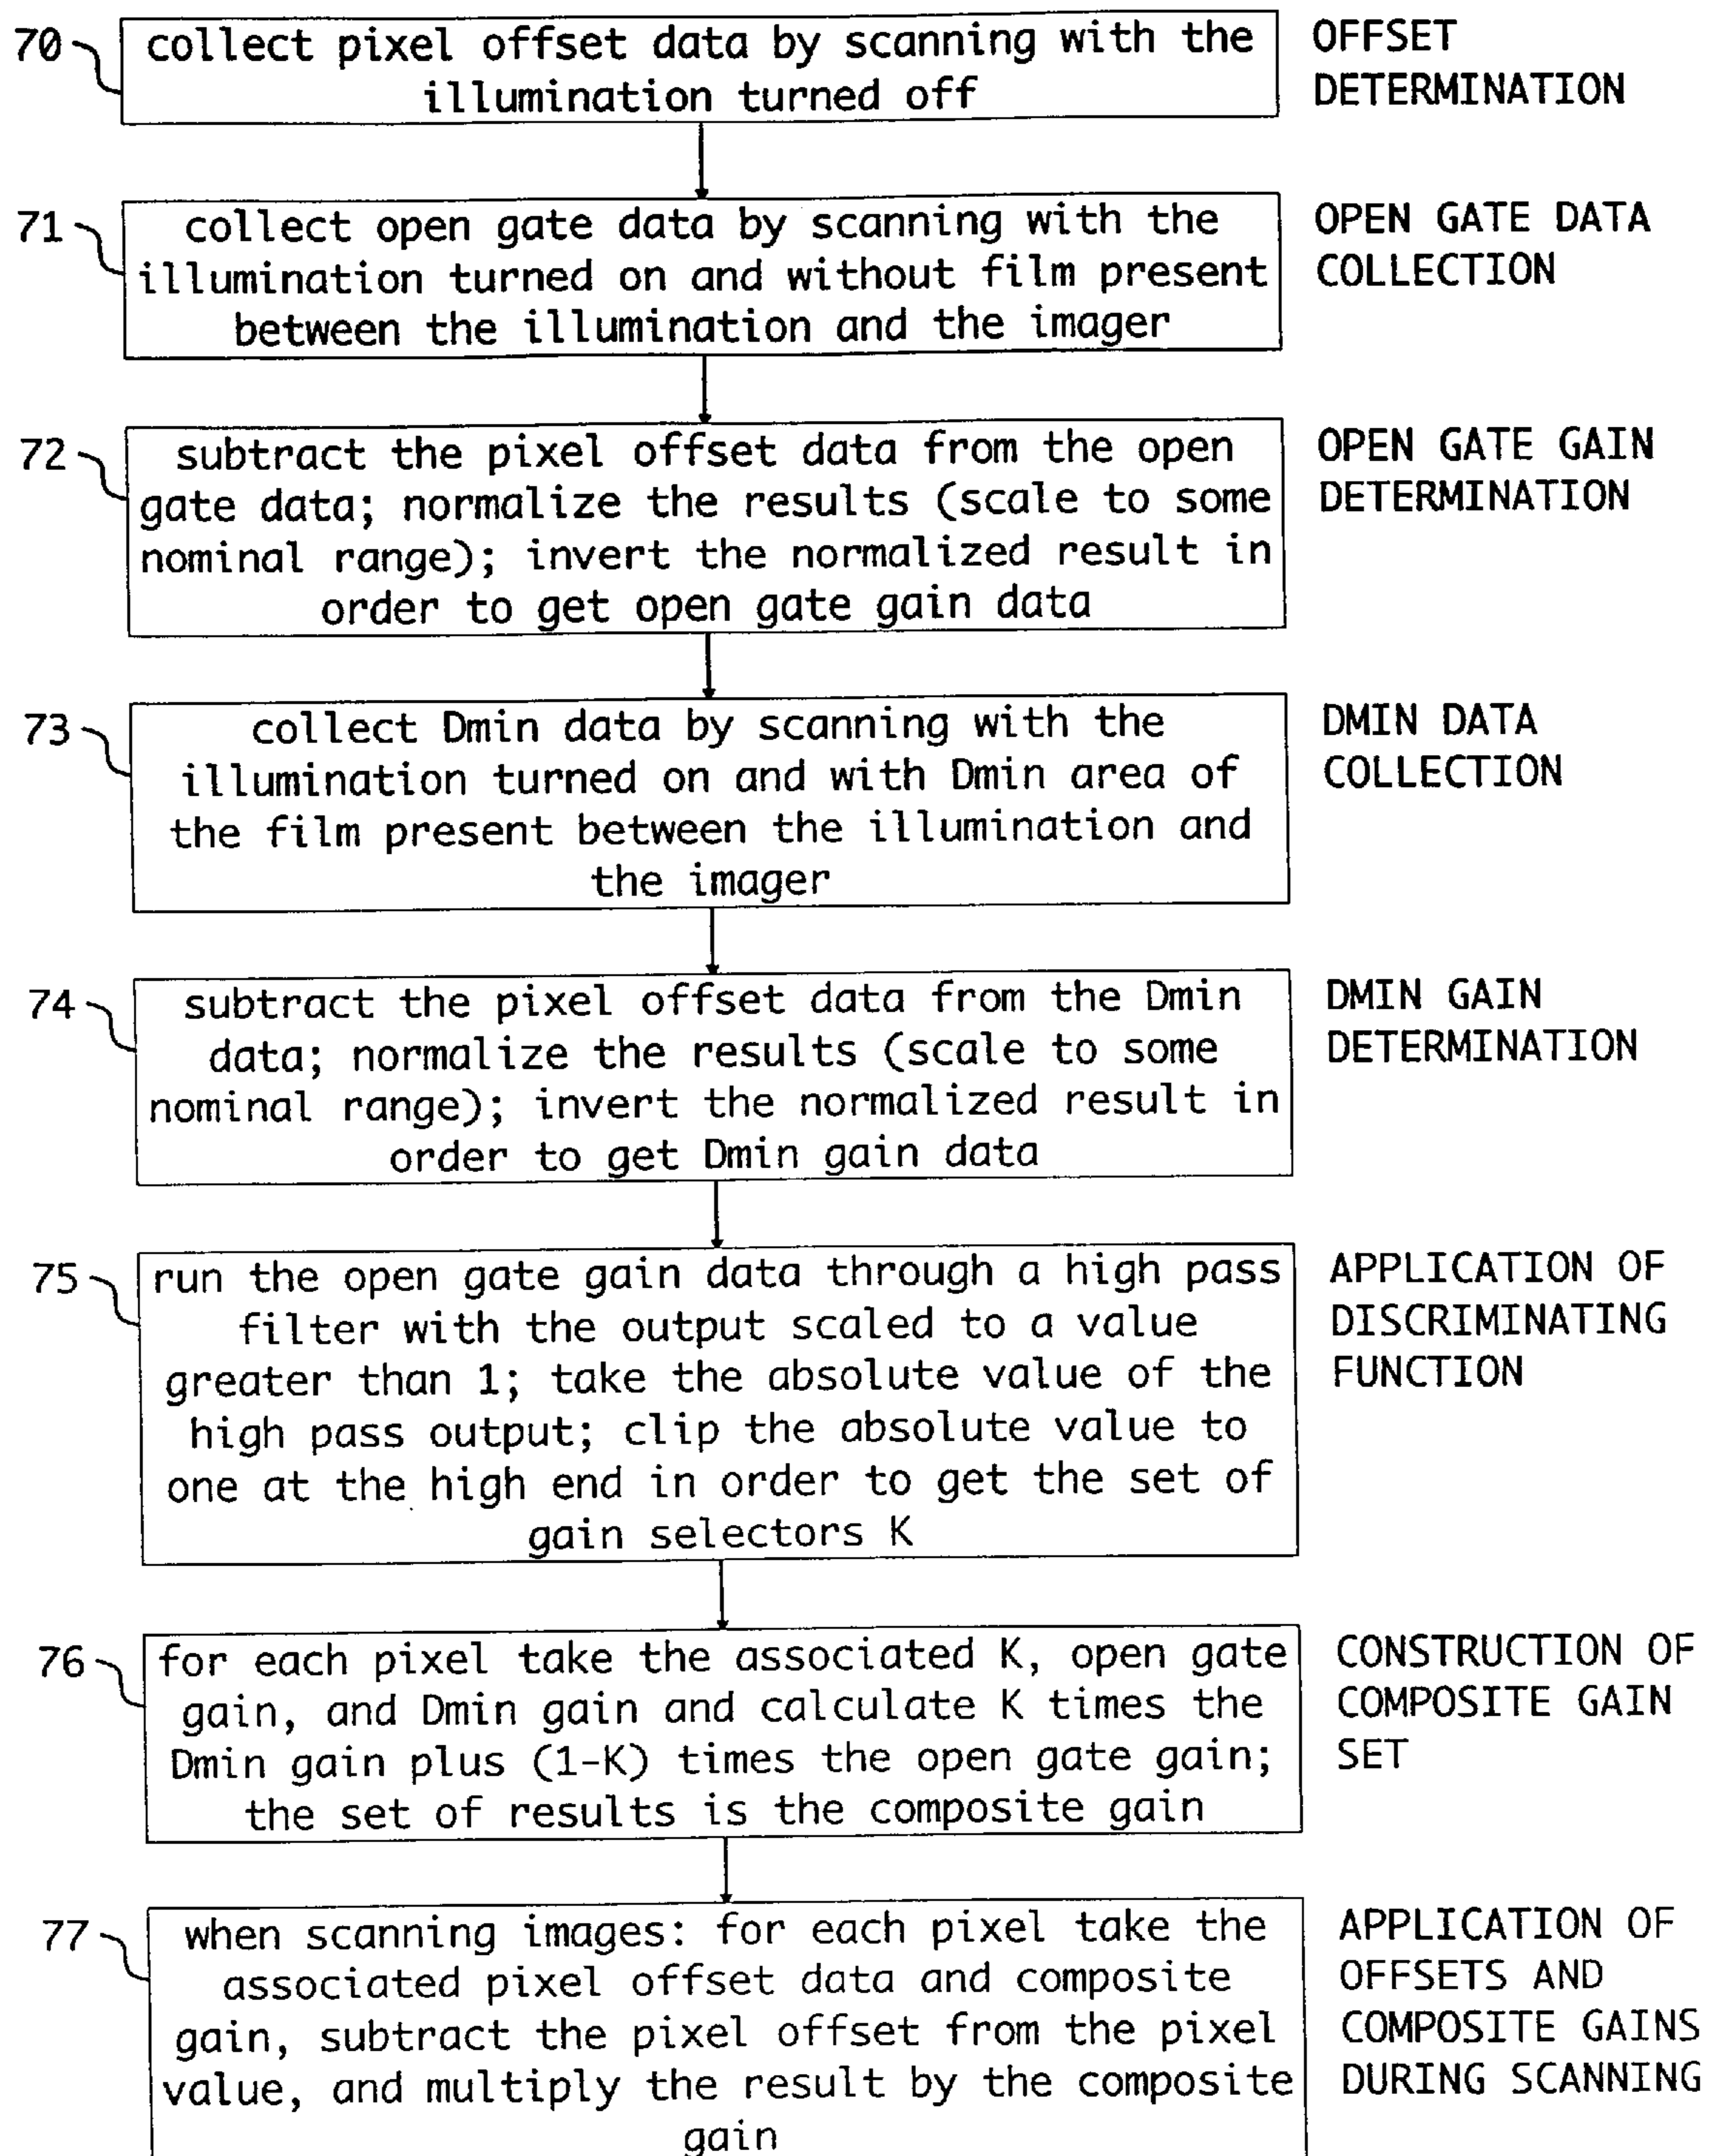 70
collect pixel offset data by scanning with the
illumination turned off
OFFSET
DETERMINATION
71
collect open gate data by scanning with the
illumination turned on and without film present
between the illumination and the imager
OPEN GATE DATA
COLLECTION
72
subtract the pixel offset data from the open
gate data; normalize the results (scale to some
nominal range); invert the normalized result in
order to get open gate gain data
OPEN GATE GAIN
DETERMINATION
73
collect Dmin data by scanning with the
illumination turned on and with Dmin area of
the film present between the illumination and
the imager
DMIN DATA
COLLECTION
74
subtract the pixel offset data from the Dmin
data; normalize the results (scale to some
nominal range); invert the normalized result in
order to get Dmin gain data
DMIN GAIN
DETERMINATION
75
run the open gate gain data through a high pass
filter with the output scaled to a value
greater than 1; take the absolute value of the
high pass output; clip the absolute value to
one at the high end in order to get the set of
gain selectors K
APPLICATION OF
DISCRIMINATING
FUNCTION
76
for each pixel take the associated K, open gate
gain, and Dmin gain and calculate K times the
Dmin gain plus (1-K) times the open gate gain;
the set of results is the composite gain
CONSTRUCTION OF
COMPOSITE GAIN
SET
77
when scanning images: for each pixel take the
associated pixel offset data and composite
gain, subtract the pixel offset from the pixel
value, and multiply the result by the composite
gain
APPLICATION OF
OFFSETS AND
COMPOSITE GAINS
DURING SCANNING